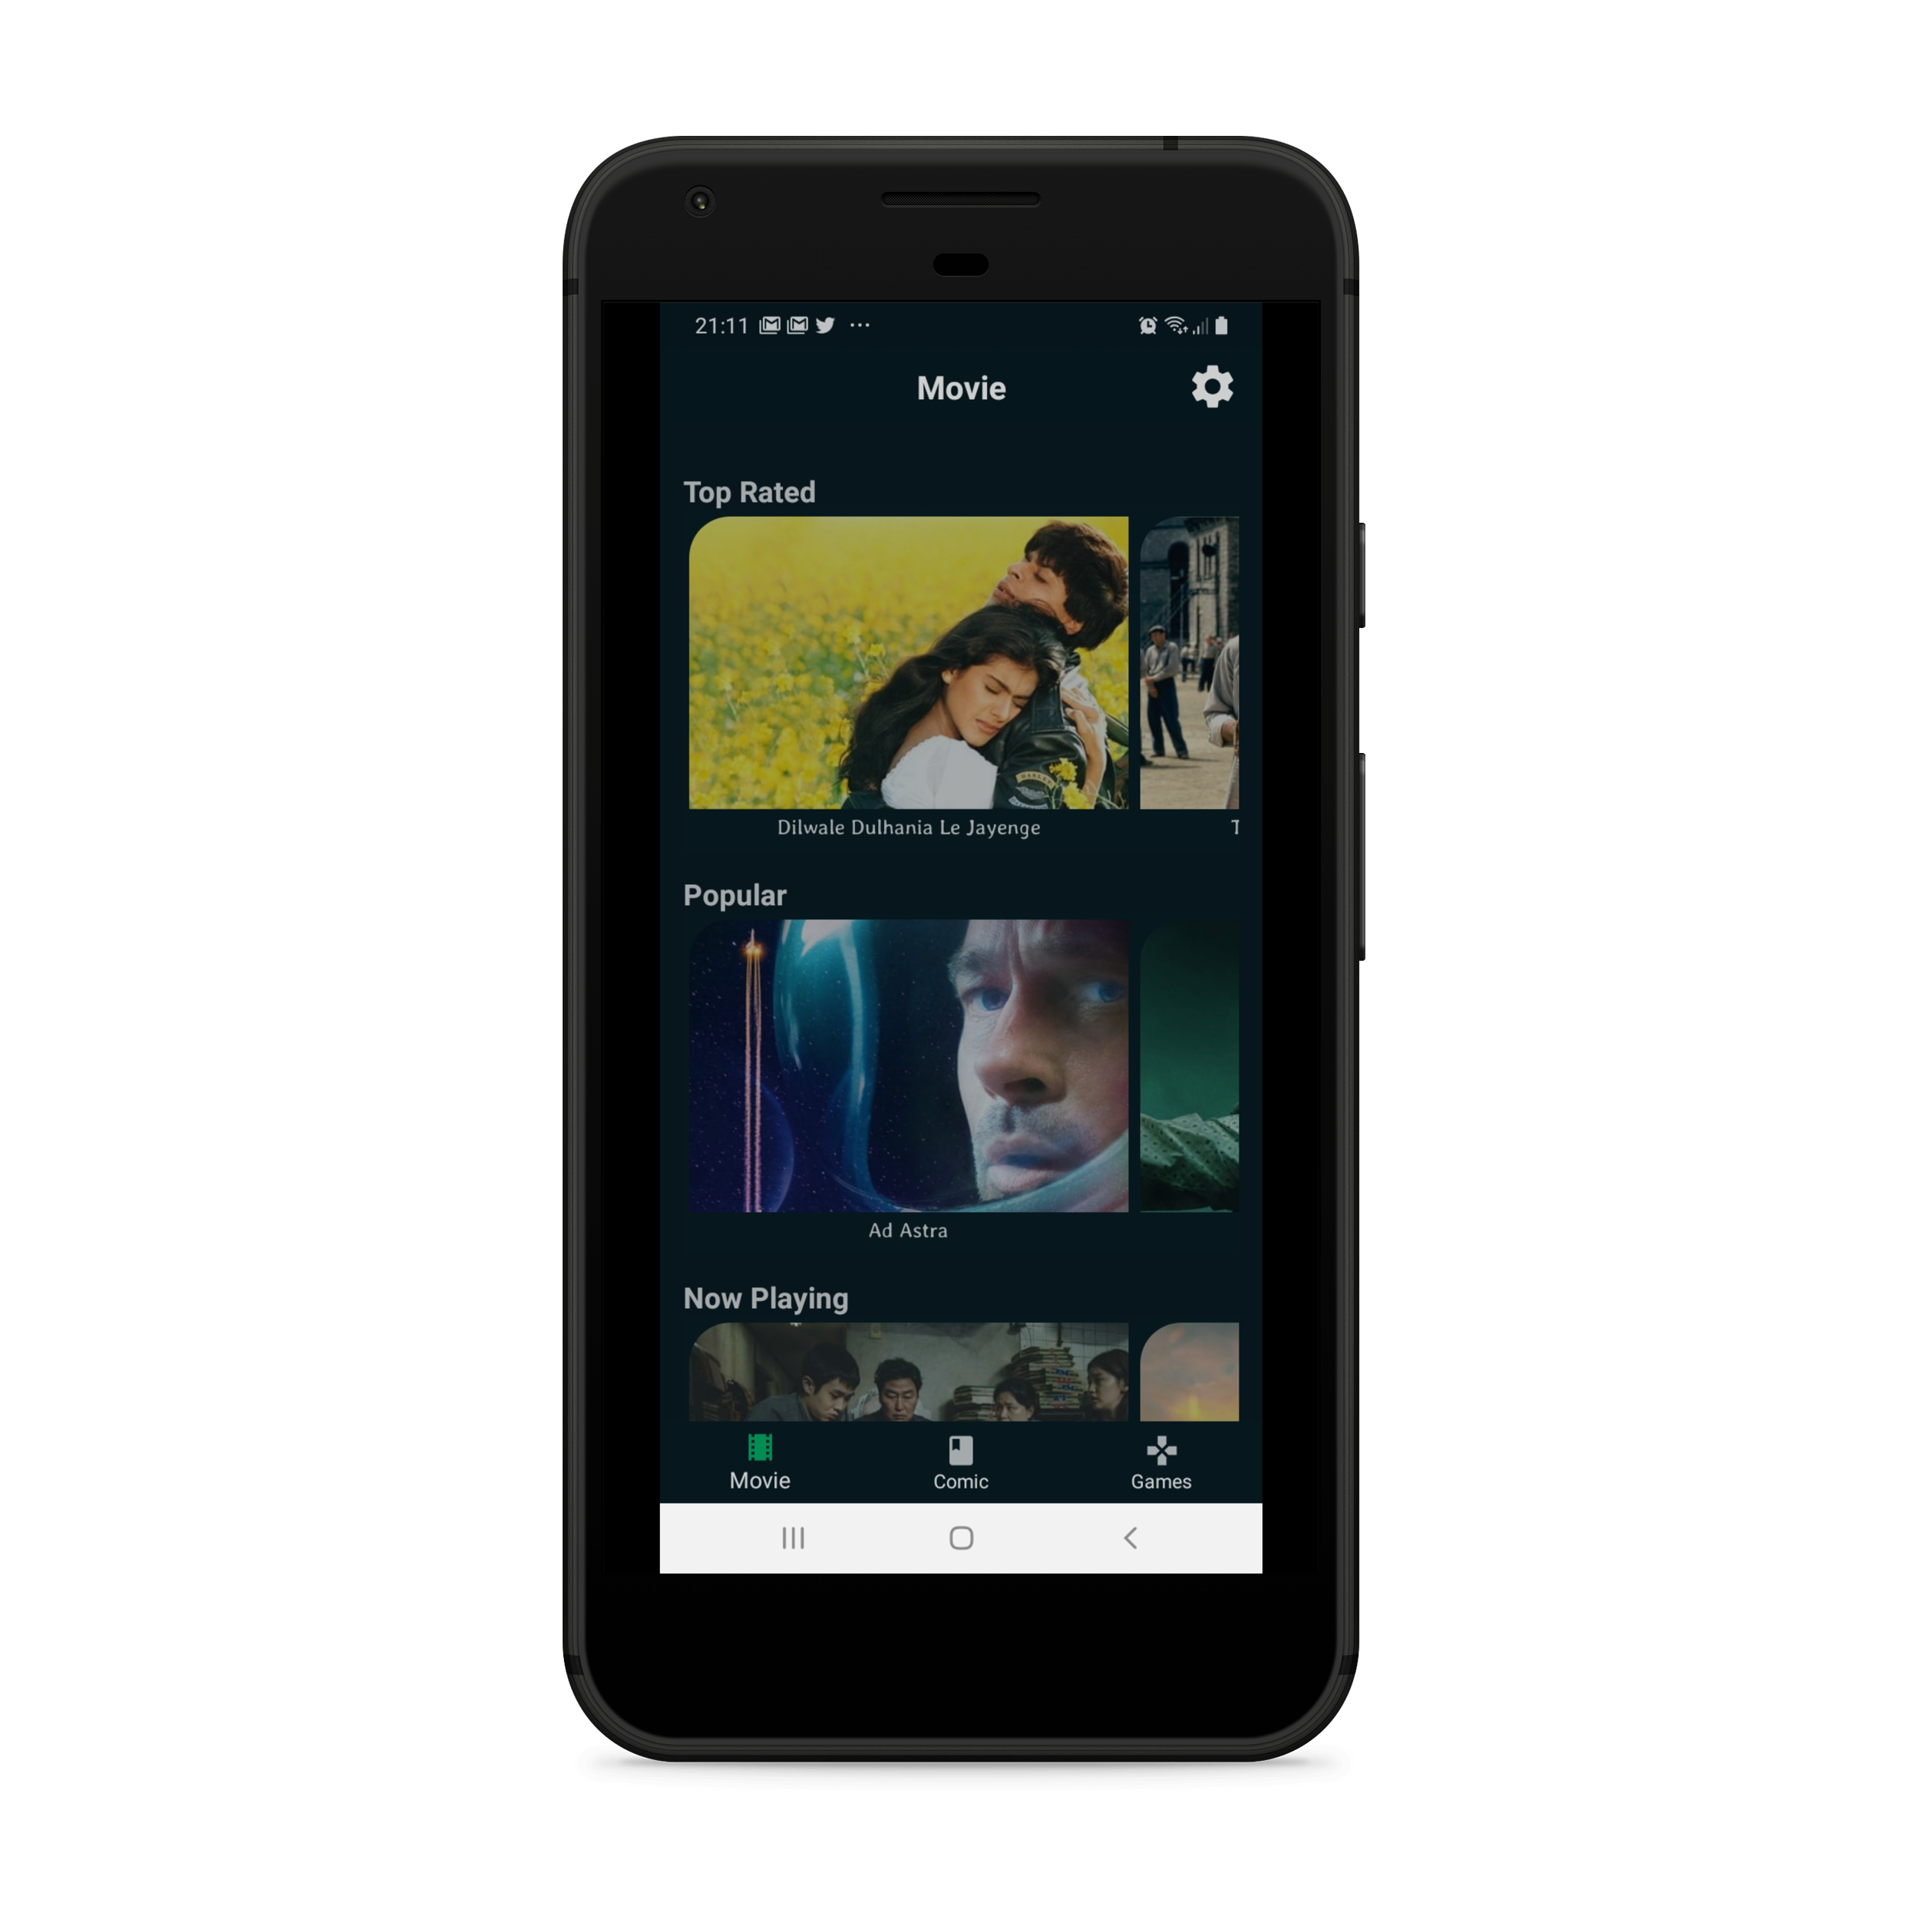 21:11
Movie
Top Rated
Dilwale Dulhania Le Jayenge
T
Popular
Ad Astra
Now Playing
Movie
Comic
Games